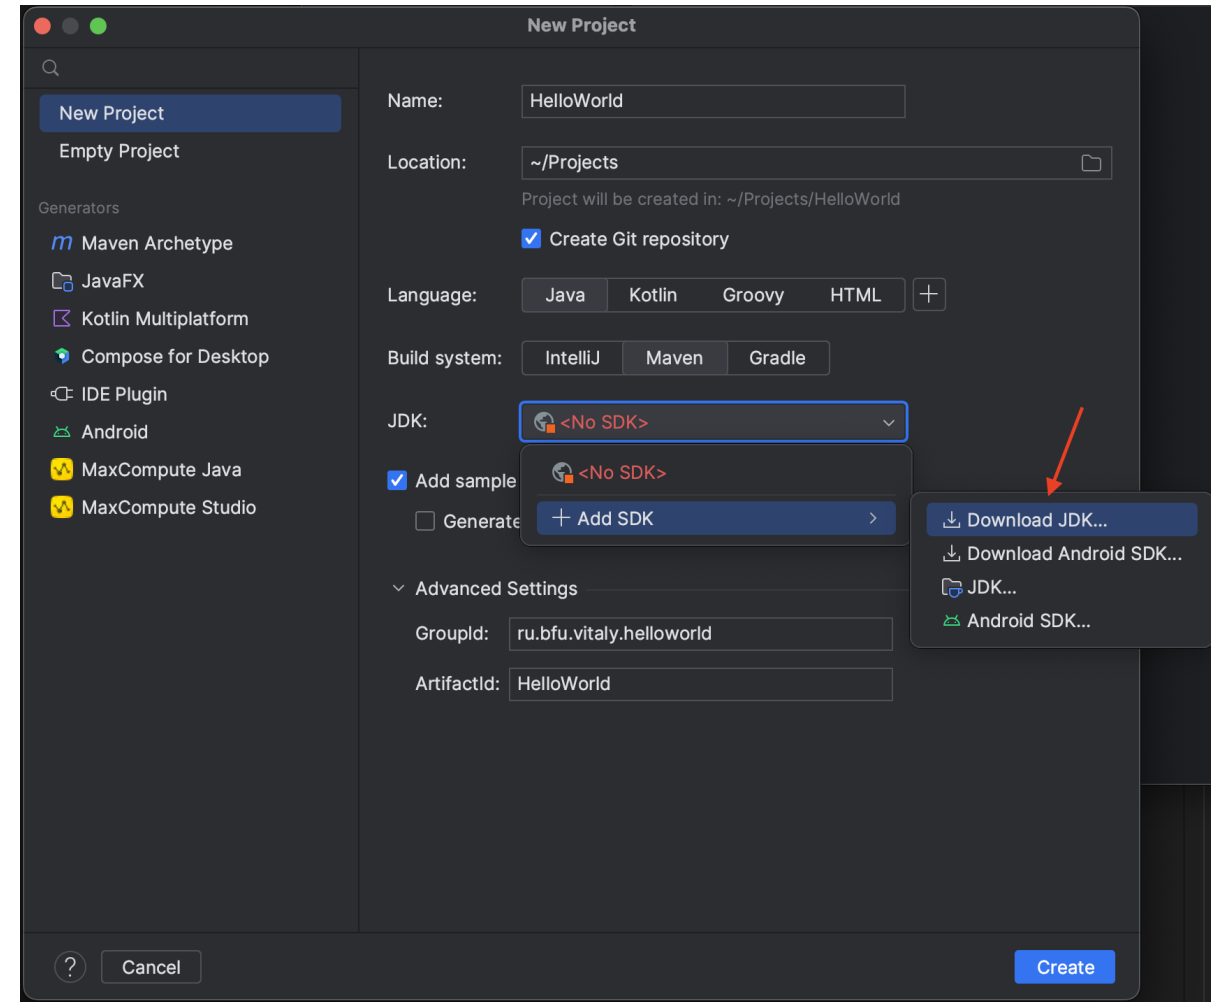 New Project
New Project
Empty Project
Generators
Maven Archetype
JavaFX
Kotlin Multiplatform
Compose for Desktop
IDE Plugin
Android
MaxCompute Java
MaxCompute Studio
Name: HelloWorld
Location: ~/Projects
Project will be created in: ~/Projects/HelloWorld
Create Git repository
Language: Java Kotlin Groovy HTML +
Build system: IntelliJ Maven Gradle
JDK: <No SDK>
<No SDK>
Add sample
+ Add SDK
Generate
Download JDK...
Download Android SDK...
JDK...
Android SDK...
Advanced Settings
GroupId: ru.bfu.vitaly.helloworld
ArtifactId: HelloWorld
? Cancel Create